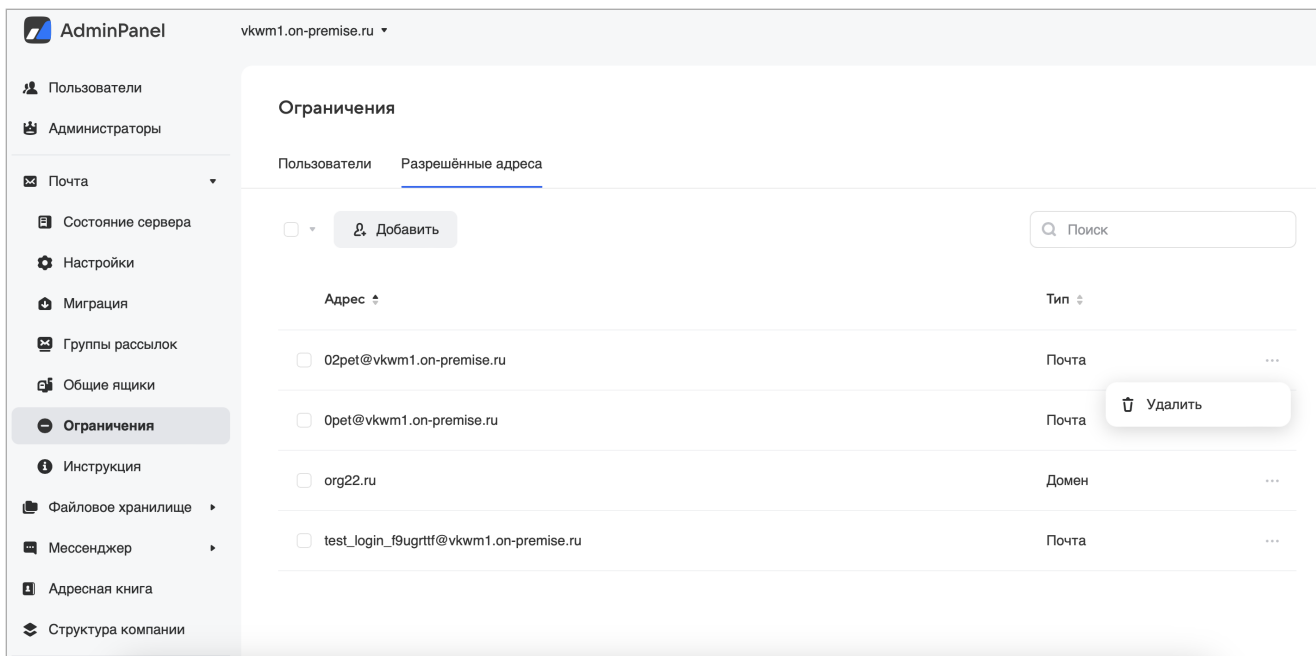 AdminPanel
vkwm1.on-premise.ru
Пользователи
Администраторы
Почта
Состояние сервера
Настройки
Миграция
Группы рассылок
Общие ящики
Ограничения
Инструкция
Файловое хранилище
Мессенджер
Адресная книга
Структура компании
Ограничения
Пользователи Разрешённые адреса
Добавить
Поиск
Адрес Тип
02pet@vkwm1.on-premise.ru Почта
Удалить
0pet@vkwm1.on-premise.ru Почта
org22.ru Домен
test_login_f9ugrttf@vkwm1.on-premise.ru Почта